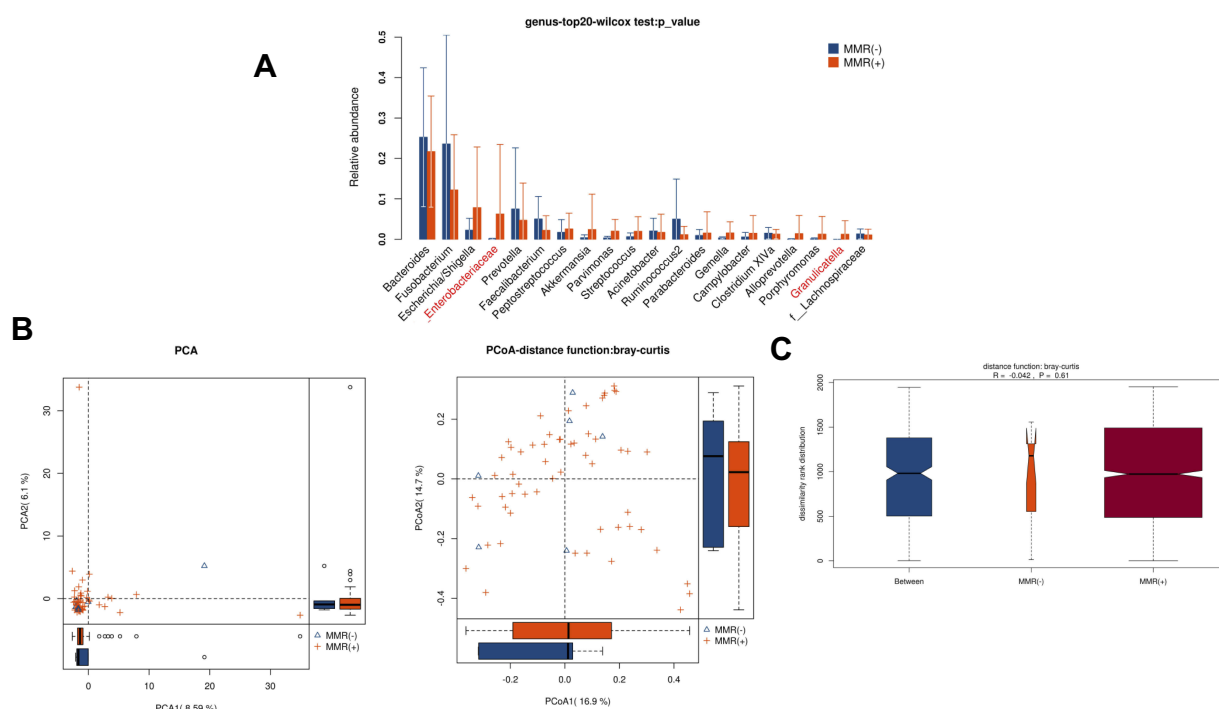 genus-top20-wilcox test:p_value
A
MMR(-)
MMR(+)
Relative abundance
0.5
0.4
0.3
0.2
0.1
0.0
Bacteroides
Fusobacterium
Escherichia/Shigella
_Enterobacteriaceae
Prevotella
Faecalibacterium
Peptostreptococcus
Akkermansia
Parvimonas
Streptococcus
Acinetobacter
Ruminococcus2
Parabacteroides
Gemella
Campylobacter
Clostridium XIVa
Alloprevotella
Porphyromonas
Granulicatella
f__Lachnospiraceae
B
PCA
PCA2( 6.1 %)
30
20
10
0
0
10
20
30
PCA1( 8.59 %)
MMR(-)
MMR(+)
PCoA-distance function:bray-curtis
PCoA2( 14.7 %)
0.2
0.0
-0.2
-0.4
-0.2
0.0
0.2
0.4
PCoA1( 16.9 %)
MMR(-)
MMR(+)
C
distance function: bray-curtis
R = -0.042 , P = 0.61
dissimilarity rank distribution
2000
1500
1000
500
0
Between
MMR(-)
MMR(+)